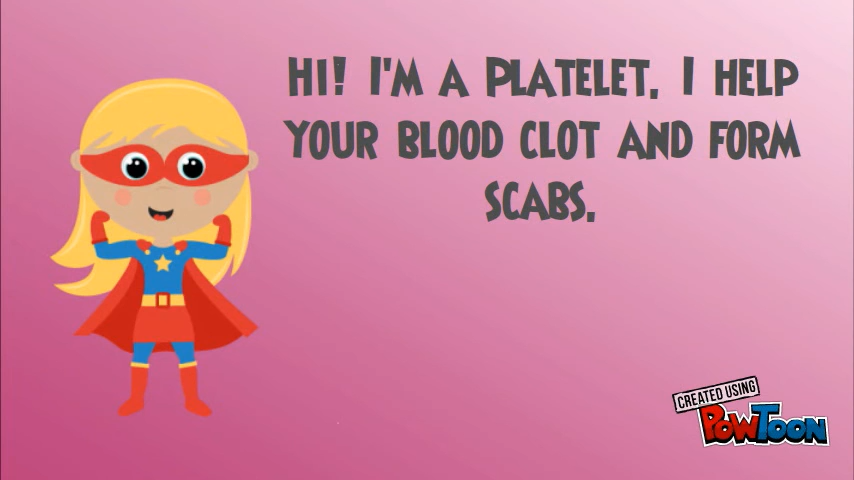 HI! I'M A PLATELET. I HELP
YOUR BLOOD CLOT AND FORM
SCABS.
CREATED USING
POWTOON